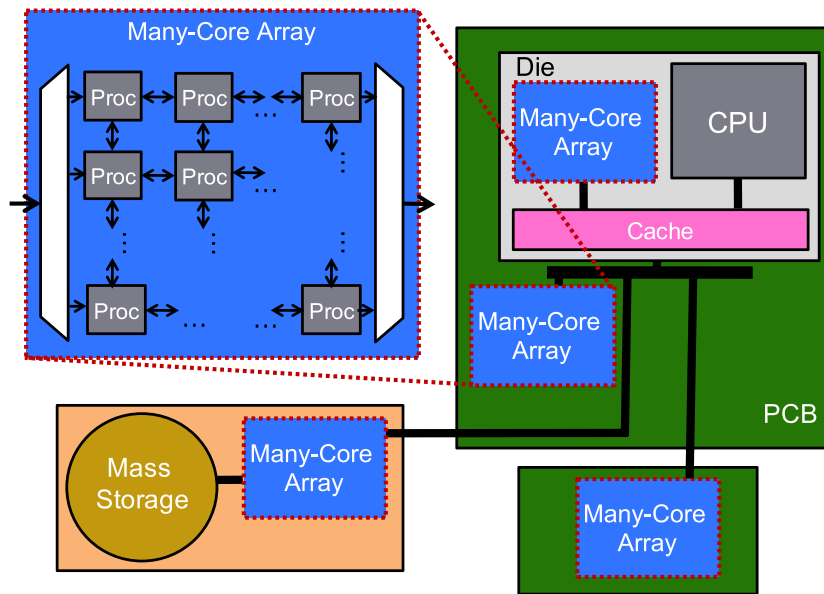 Many-Core Array
Proc Proc Proc
...
Proc Proc
...
...
...
...
...
Proc Proc
... ...
Die
Many-Core
Array
CPU
Cache
Many-Core
Array
PCB
Mass
Storage
Many-Core
Array
Many-Core
Array